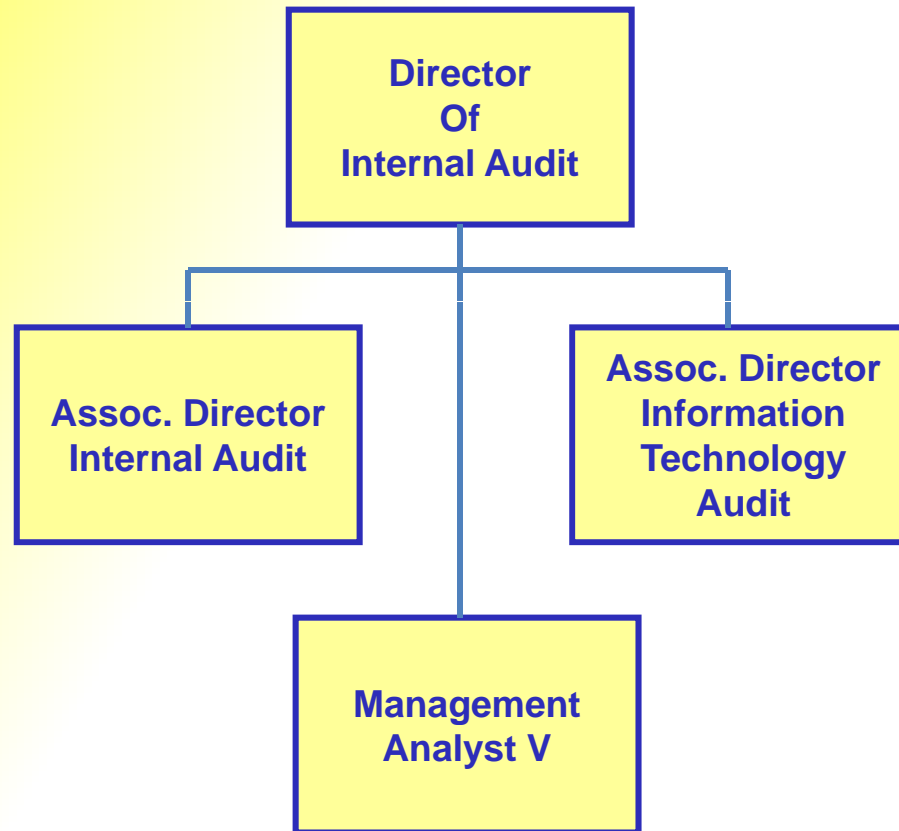 Director
Of
Internal Audit
Assoc. Director
Internal Audit
Assoc. Director
Information
Technology
Audit
Management
Analyst V